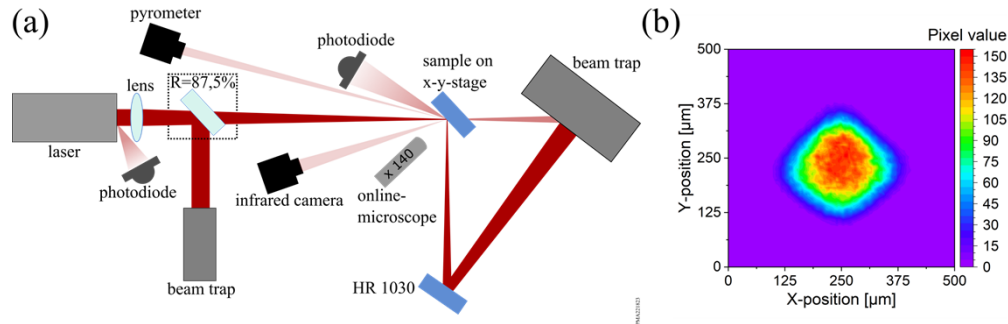 (a)
pyrometer
photodiode
sample on
x-y-stage
beam trap
lens
R=87,5%
laser
photodiode
infrared camera
x 140
online-
microscope
beam trap
HR 1030
PMA221023
(b)
Pixel value
500
375
250
125
0
Y-position [µm]
0
125
250
375
500
X-position [µm]
150
135
120
105
90
75
60
45
30
15
0